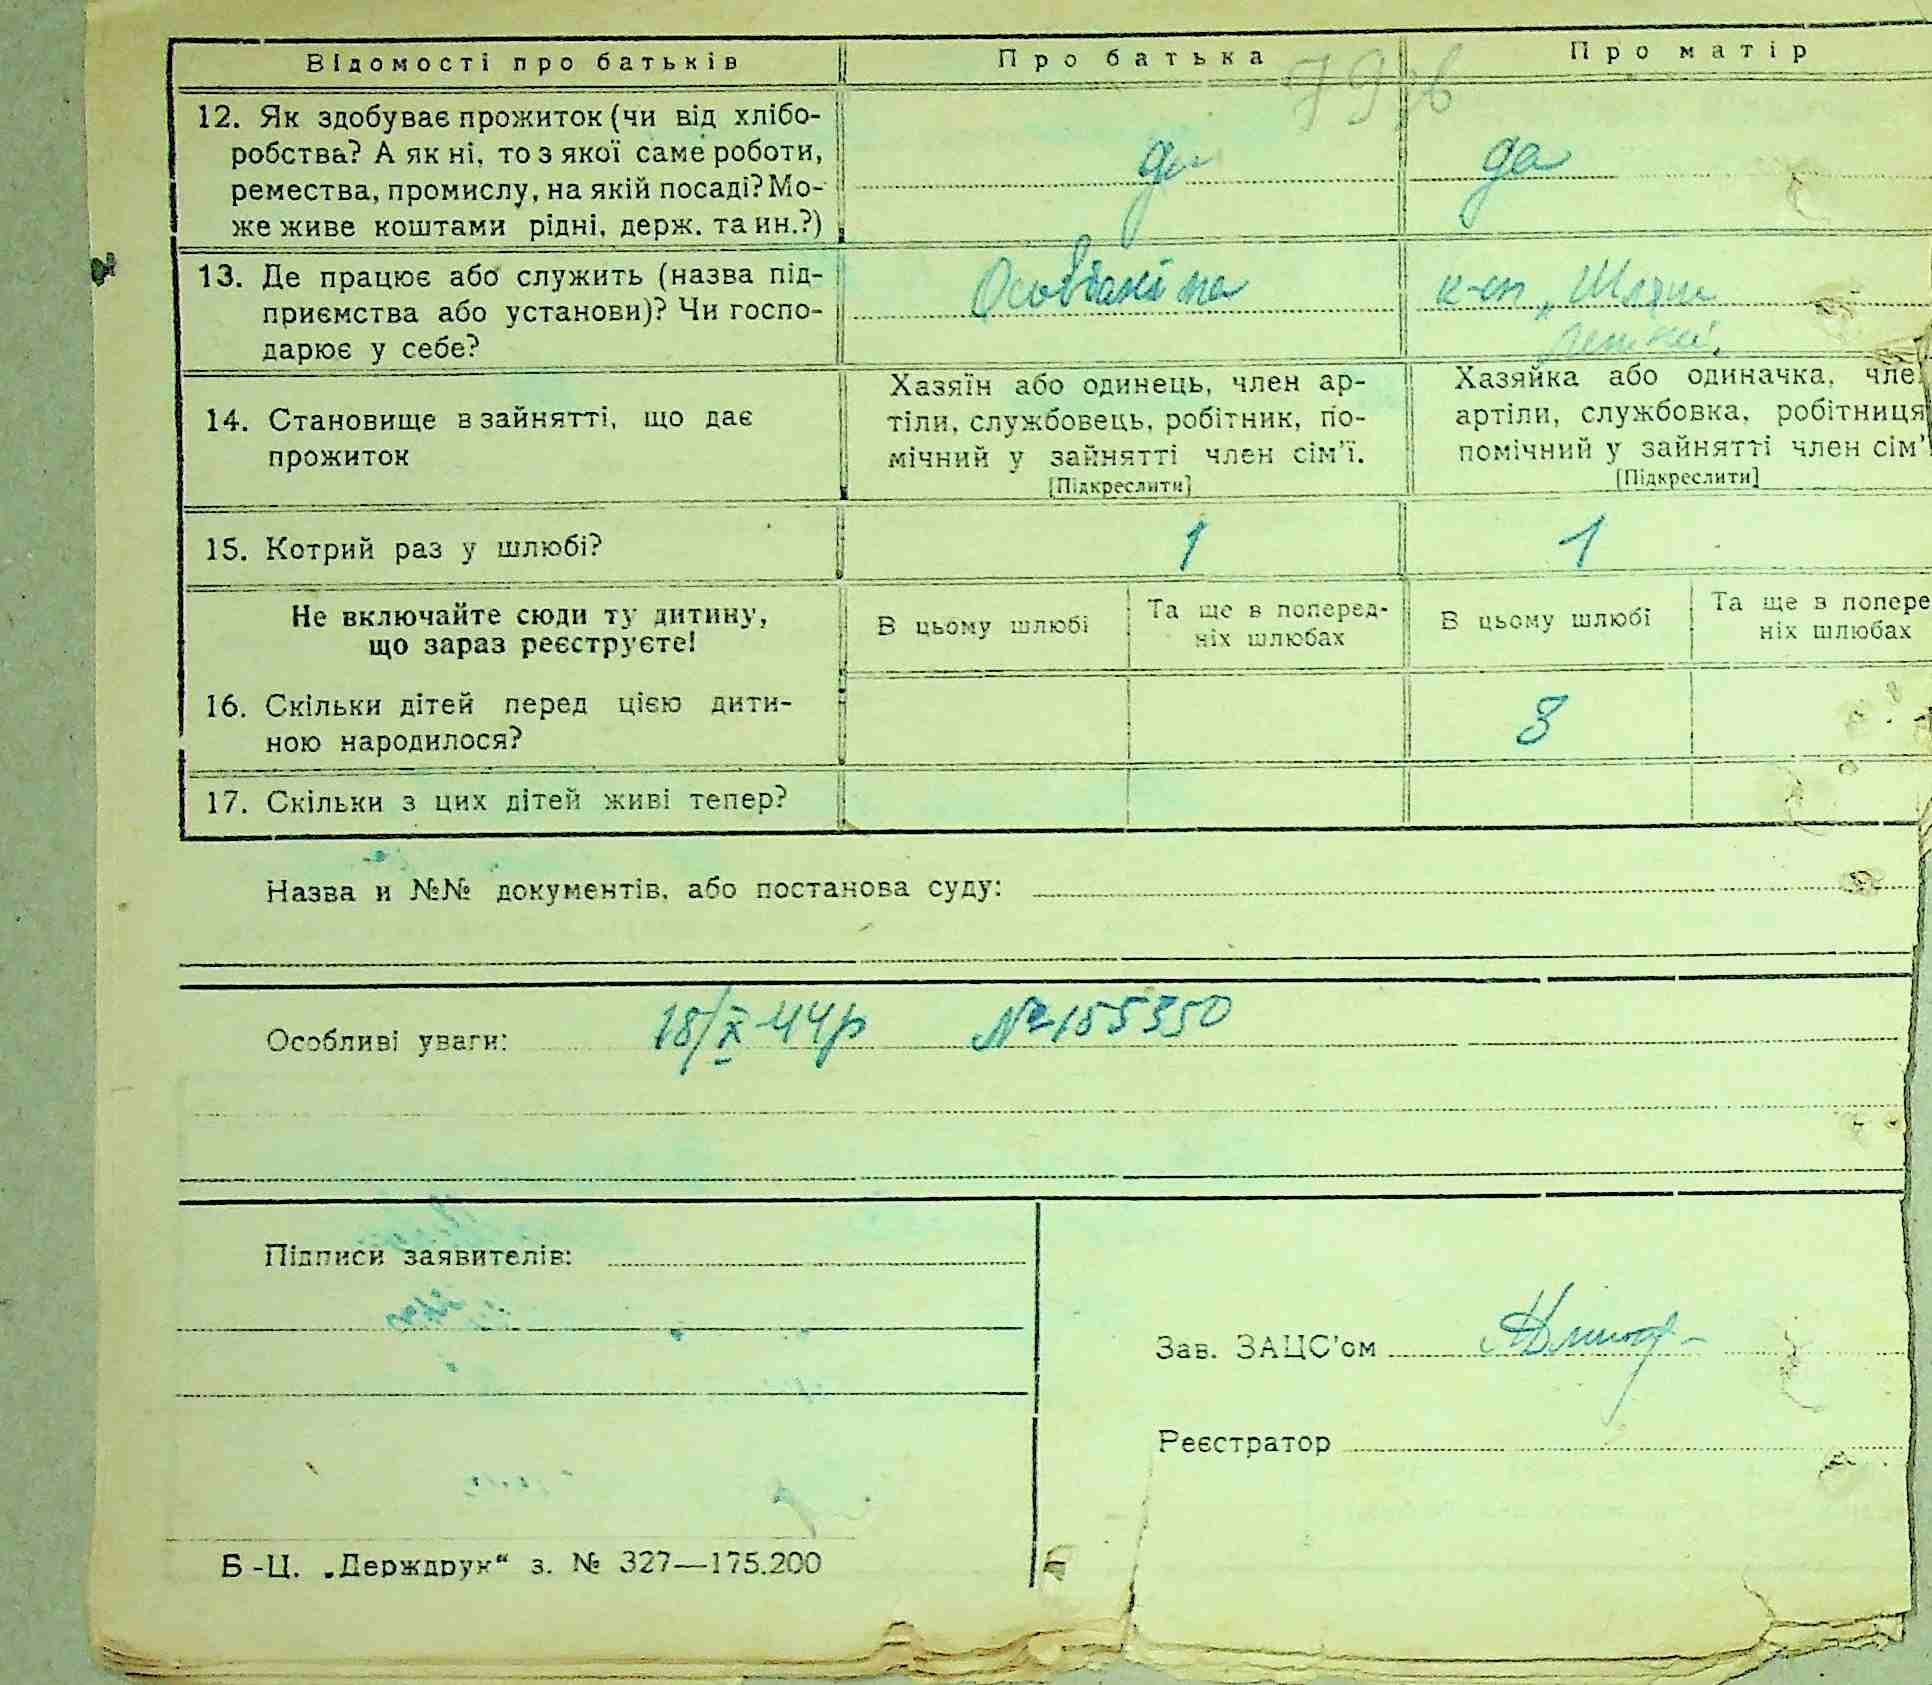 Відомості про батьків Про батька Про матір
12. Як здобуває прожиток (чи від хлібо-
робства? А як ні, то з якої саме роботи,
ремества, промислу, на якій посаді? Мо-
же живе коштами рідні, держ. та ин.?)
да да
13. Де працює або служить (назва під-
приємства або установи)? Чи госпо-
дарює у себе?
к-сп
14. Становище в зайнятті, що дає
прожиток
Хазяїн або одинець, член ар-
тіли, службовець, робітник, по-
мічний у зайнятті член сім'ї.
[Підкреслити]
Хазяйка або одиначка, член
артіли, службовка, робітниця
помічний у зайнятті член сім'
[Підкреслити]
15. Котрий раз у шлюбі? 1 1
Не включайте сюди ту дитину,
що зараз реєструєте!
В цьому шлюбі
Та ще в поперед-
ніх шлюбах
В цьому шлюбі
Та ще в попере
ніх шлюбах
16. Скільки дітей перед цією дити-
ною народилося?
3
17. Скільки з цих дітей живі тепер?
Назва и №№ документів, або постанова суду:
Особливі уваги: 18/X-44р №155350
Підписи заявителів:
Зав. ЗАЦС'ом
Реєстратор
Б-Ц. „Держдрук“ з. № 327—175.200